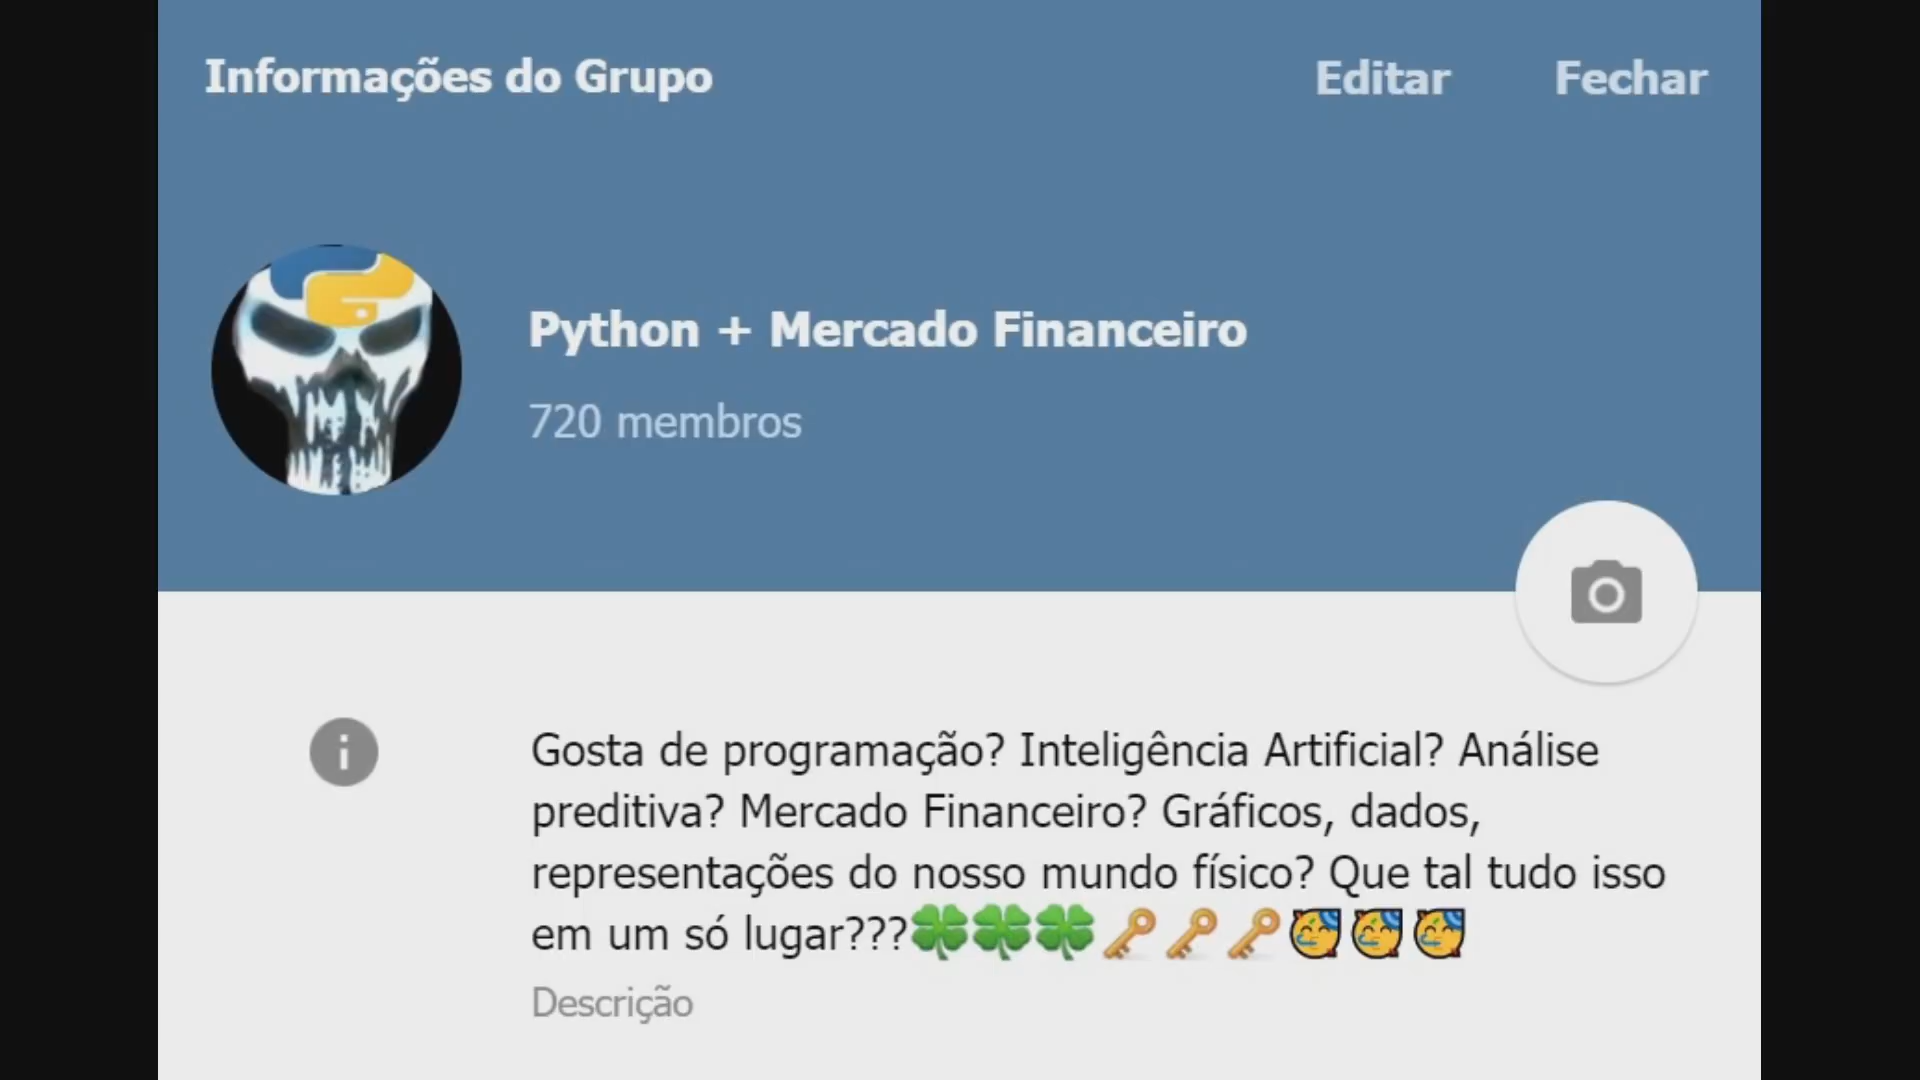 Informações do Grupo
Editar
Fechar
Python + Mercado Financeiro
720 membros
Gosta de programação? Inteligência Artificial? Análise
preditiva? Mercado Financeiro? Gráficos, dados,
representações do nosso mundo físico? Que tal tudo isso
em um só lugar???🍀🍀🍀🔑🔑🔑🥳🥳🥳
Descrição